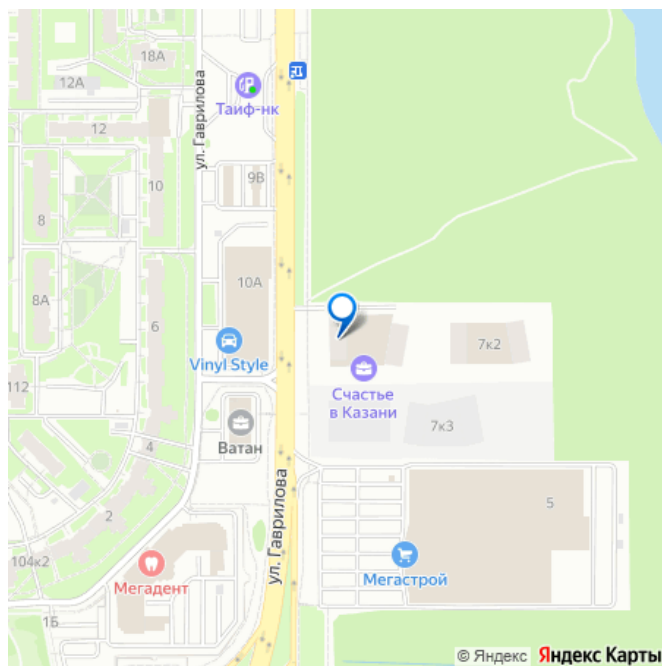 18А
12А
ул. Гаврилова
Таиф-нк
12
10
9В
8
10А
8А
6
Vinyl Style
7к2
112
Счастье
в Казани
7к3
Ватан
4
2
ул. Гаврилова
5
104к2
Мегадент
Мегастрой
1Б
© Яндекс Яндекс Карты